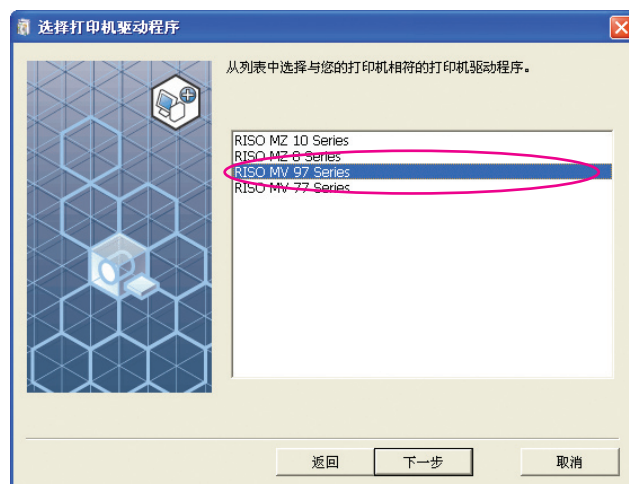 选择打印机驱动程序
从列表中选择与您的打印机相符的打印机驱动程序。
RISO MZ 10 Series
RISO MZ 8 Series
RISO MV 97 Series
RISO MV 77 Series
返回
下一步
取消